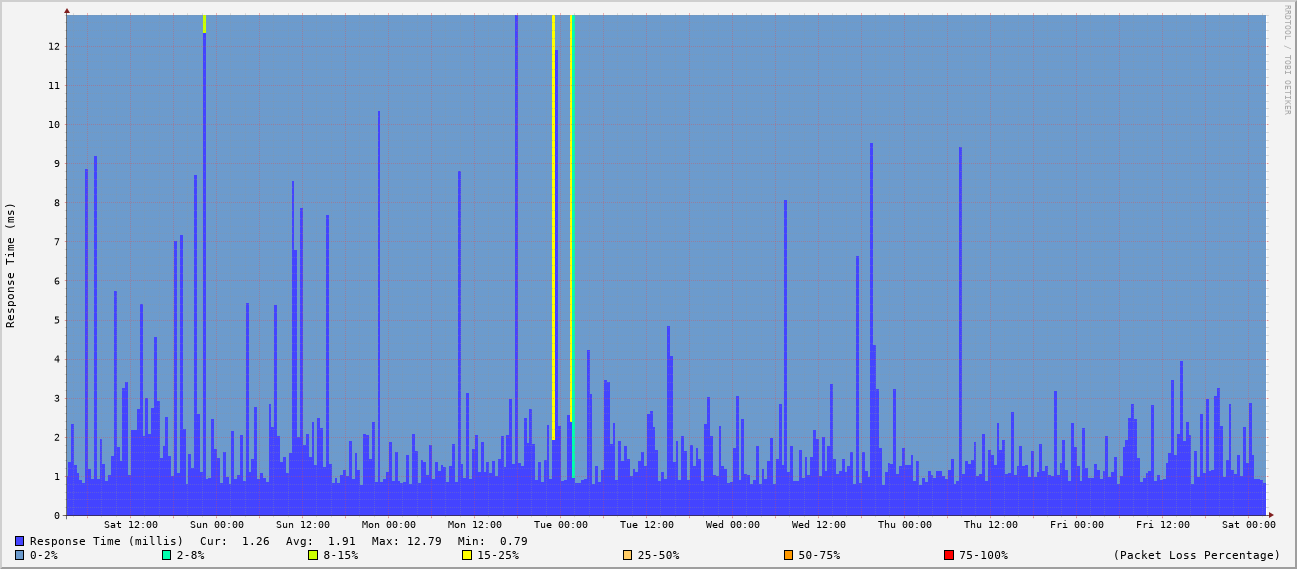 RRDTOOL / TOBI OETIKER
Response Time (ms)
12
11
10
9
8
7
6
5
4
3
2
1
0
Sat 12:00 Sun 00:00 Sun 12:00 Mon 00:00 Mon 12:00 Tue 00:00 Tue 12:00 Wed 00:00 Wed 12:00 Thu 00:00 Thu 12:00 Fri 00:00 Fri 12:00 Sat 00:00
Response Time (millis) Cur: 1.26 Avg: 1.91 Max: 12.79 Min: 0.79
0-2% 2-8% 8-15% 15-25% 25-50% 50-75% 75-100% (Packet Loss Percentage)